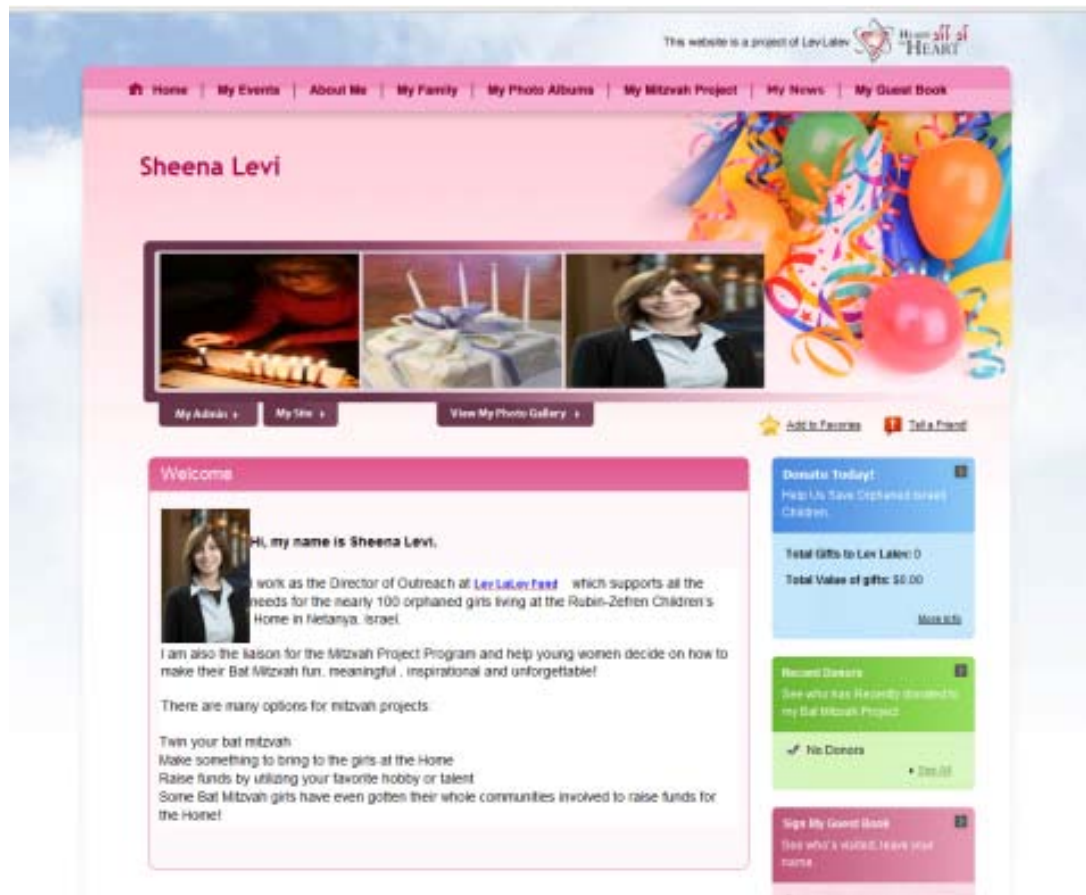 This website is a project of Lev Lalev
HEART
Home | My Events | About Me | My Family | My Photo Albums | My Mitzvah Project | My News | My Guest Book
Sheena Levi
My Admin
My Site
View My Photo Gallery
Add to Favorites
Tell a Friend
Welcome
Hi, my name is Sheena Levi,
I work as the Director of Outreach at Lev LaLev Fund which supports all the
needs for the nearly 100 orphaned girls living at the Rubin-Zefren Children's
Home in Netanya, Israel.
I am also the liaison for the Mitzvah Project Program and help young women decide on how to
make their Bat Mitzvah fun, meaningful , inspirational and unforgettable!
There are many options for mitzvah projects
Twin your bat mitzvah
Make something to bring to the girls at the Home
Raise funds by utilizing your favorite hobby or talent
Some Bat Mitzvah girls have even gotten their whole communities involved to raise funds for
the Home!
Donate Today!
Help Us Save Orphaned Israeli
Children.
Total Gifts to Lev Lalev: 0
Total Value of gifts: $0.00
More Info
Recent Donors
See who has Recently donated to
my Bat Mitzvah Project
No Donors
See All
Sign My Guest Book
See who's visited, leave your
name